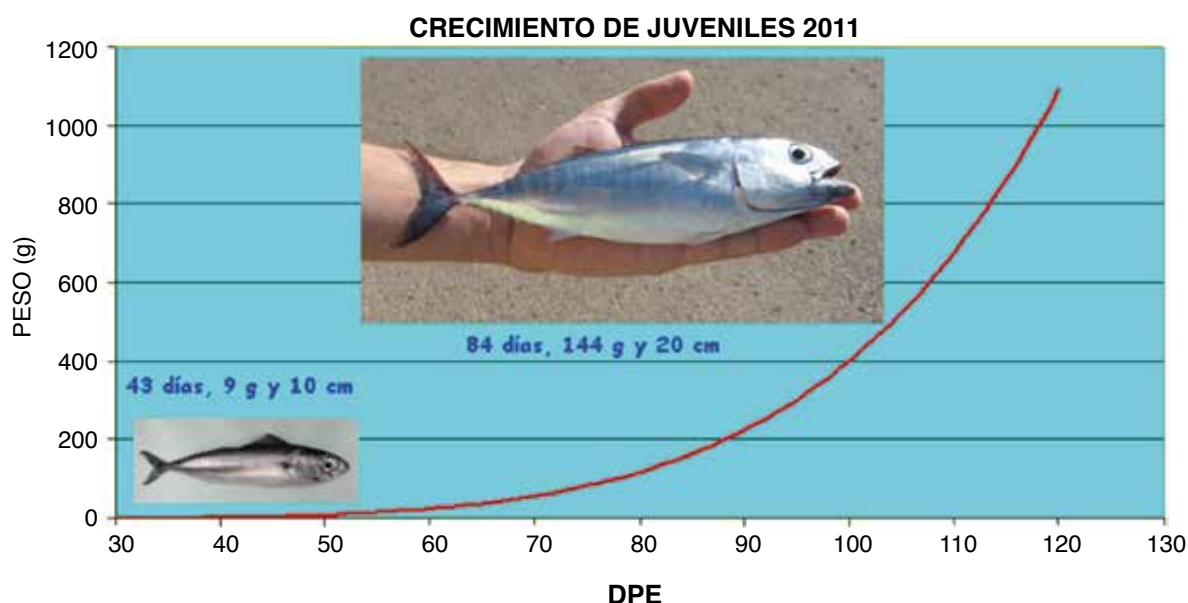 CRECIMIENTO DE JUVENILES 2011
1200
1000
800
600
400
200
0
PESO (g)
84 días, 144 g y 20 cm
43 días, 9 g y 10 cm
30 40 50 60 70 80 90 100 110 120 130
DPE